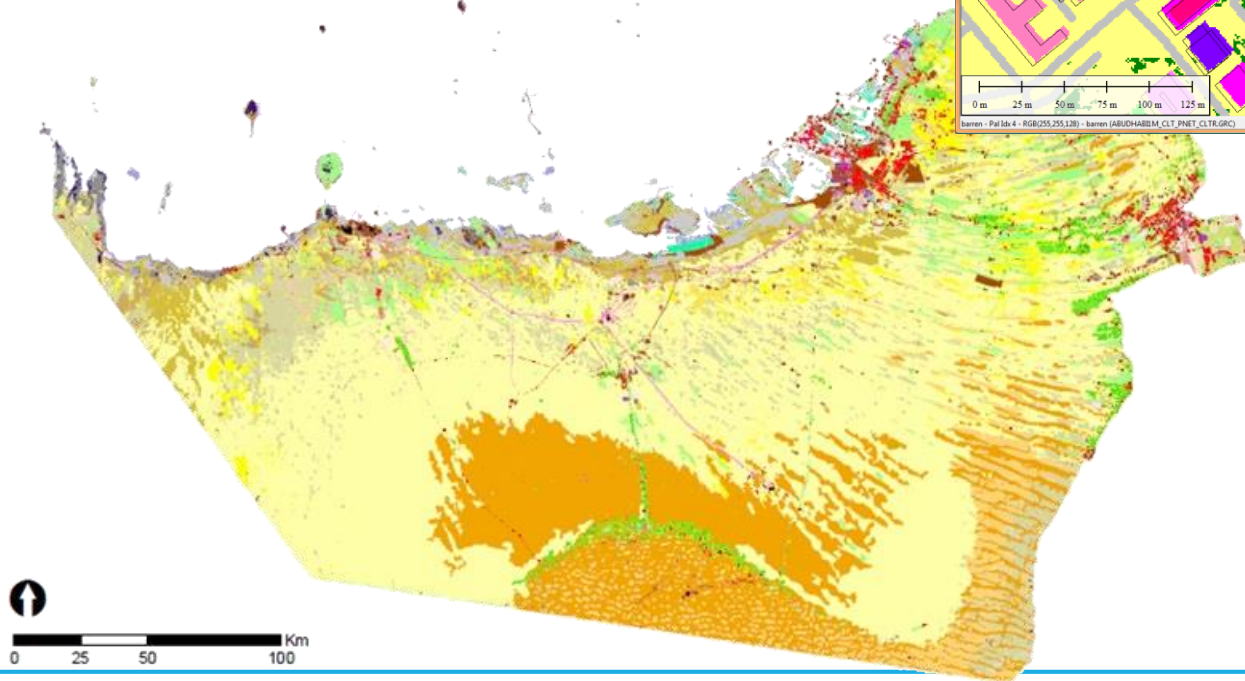 0 m 25 m 50 m 75 m 100 m 125 m
barren - Pal Idx 4 - RGB(255,255,128) - barren (ABUDHABI1M_CLT_PNET_CLTR.GRC)
Km
0 25 50 100